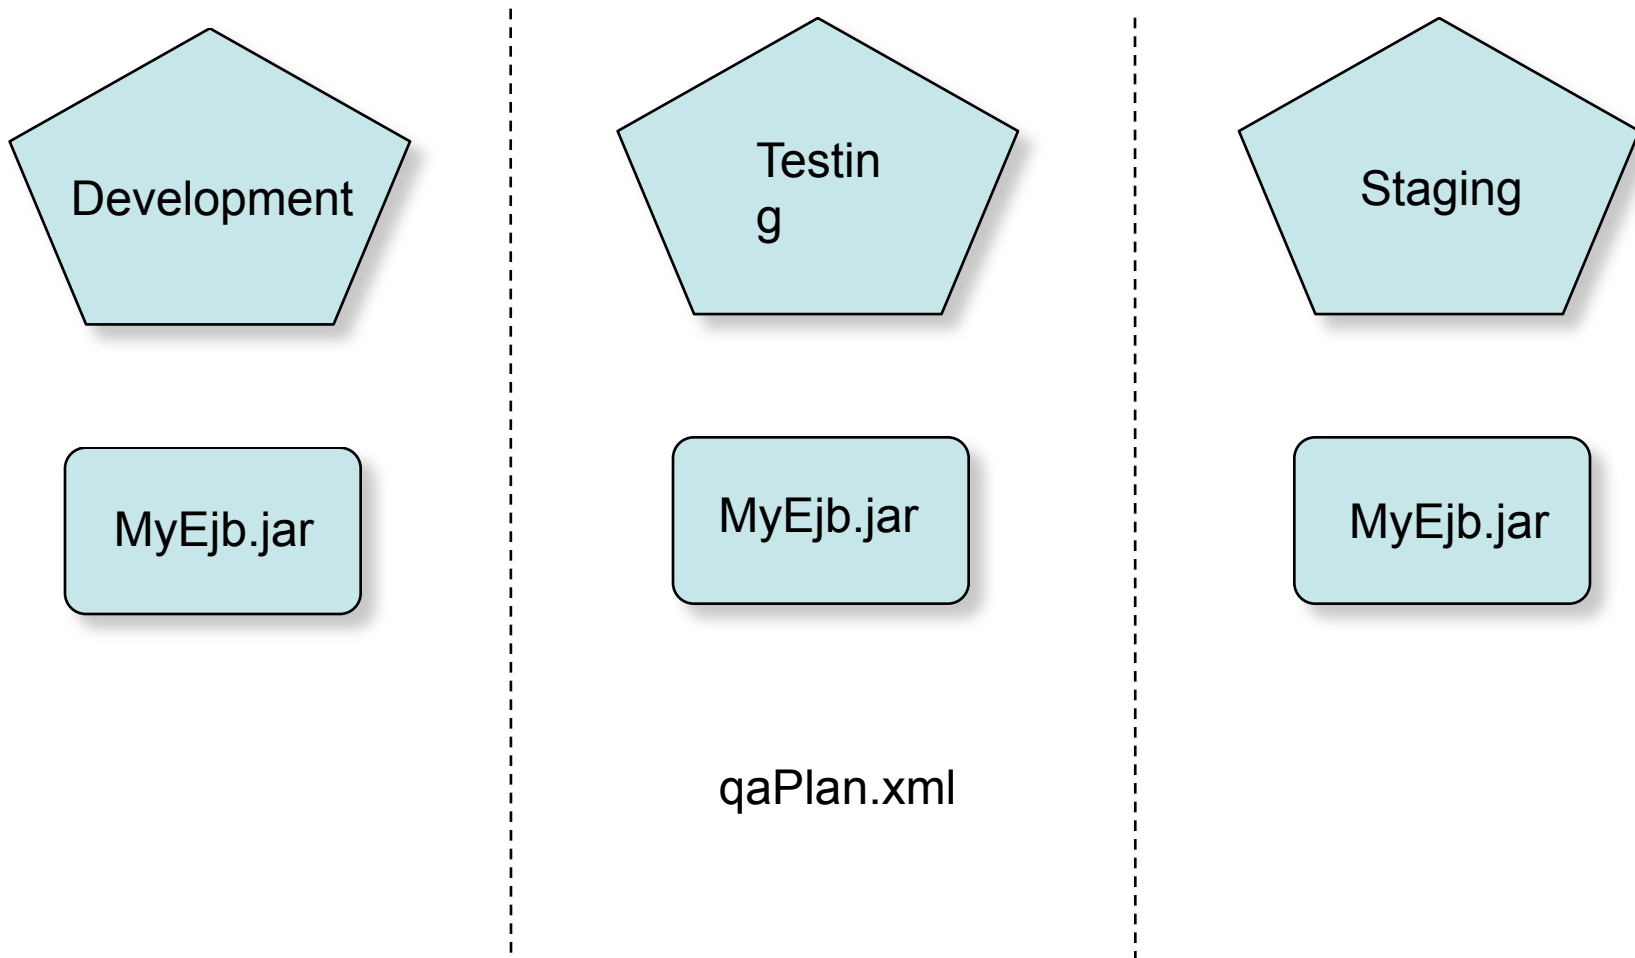 Development
Testin
g
Staging
MyEjb.jar
MyEjb.jar
MyEjb.jar
qaPlan.xml